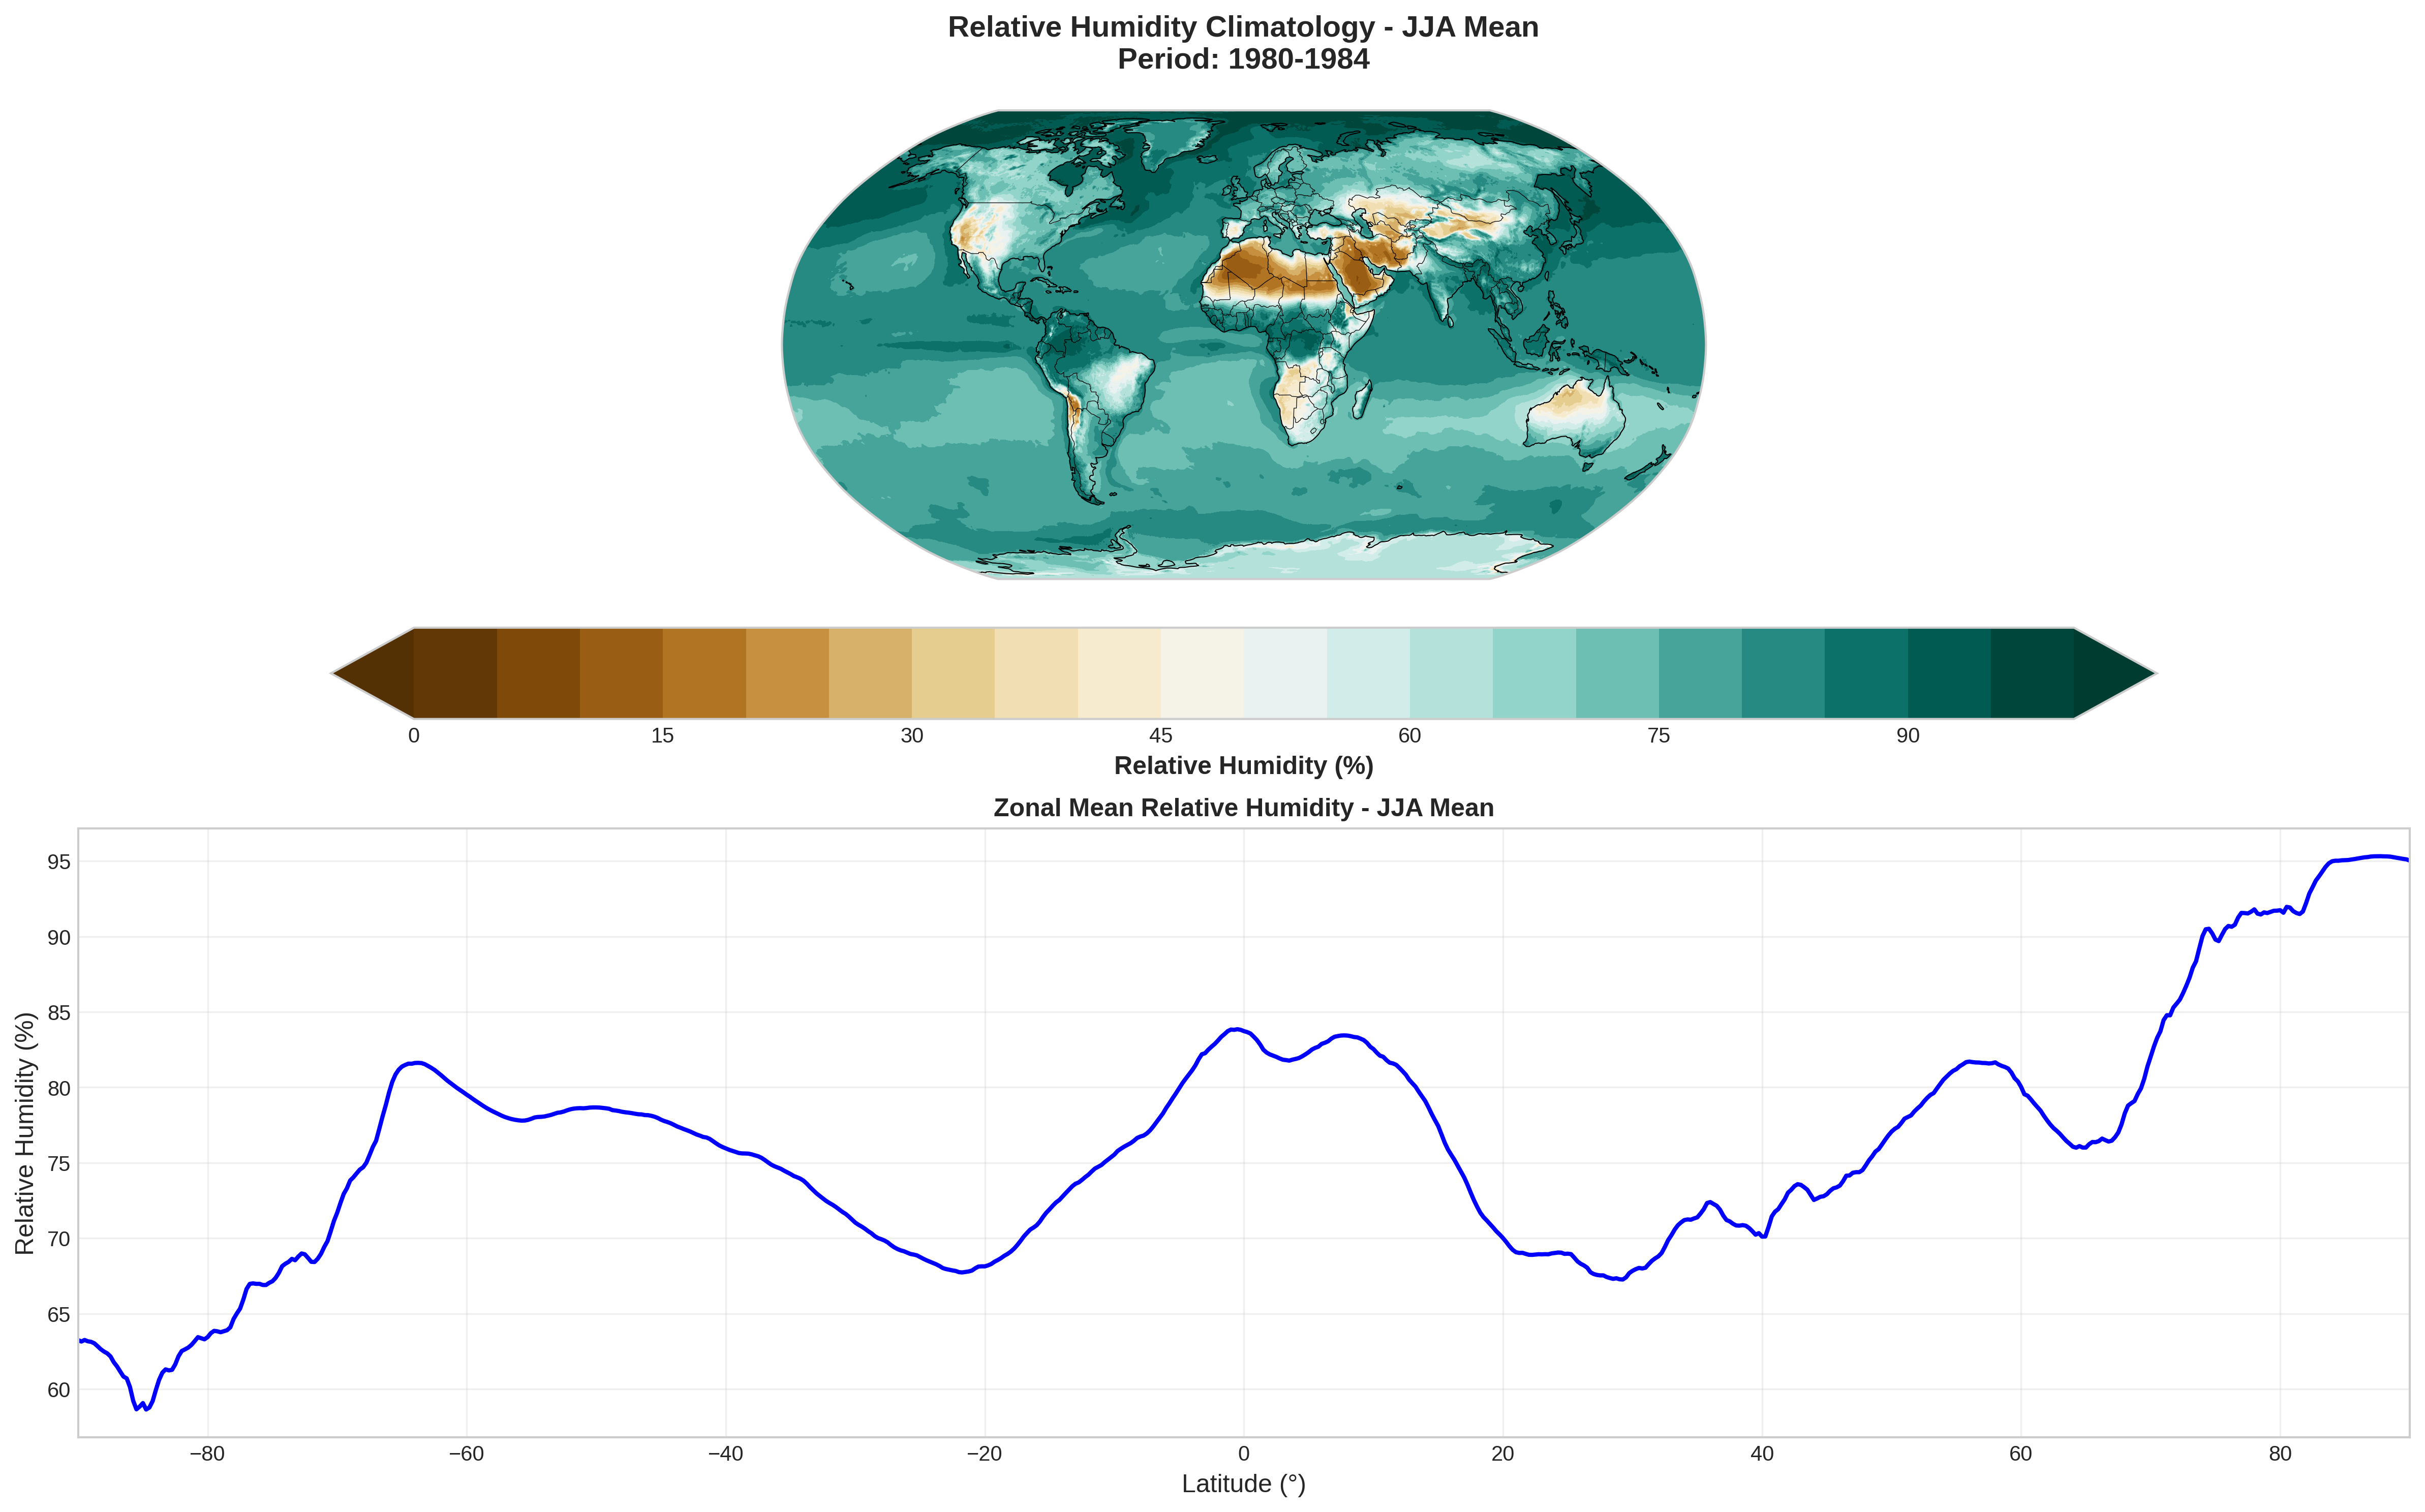 Relative Humidity Climatology - JJA Mean
Period: 1980-1984
0 15 30 45 60 75 90
Relative Humidity (%)
Zonal Mean Relative Humidity - JJA Mean
95
90
85
80
75
70
65
60
Relative Humidity (%)
−80 −60 −40 −20 0 20 40 60 80
Latitude (°)